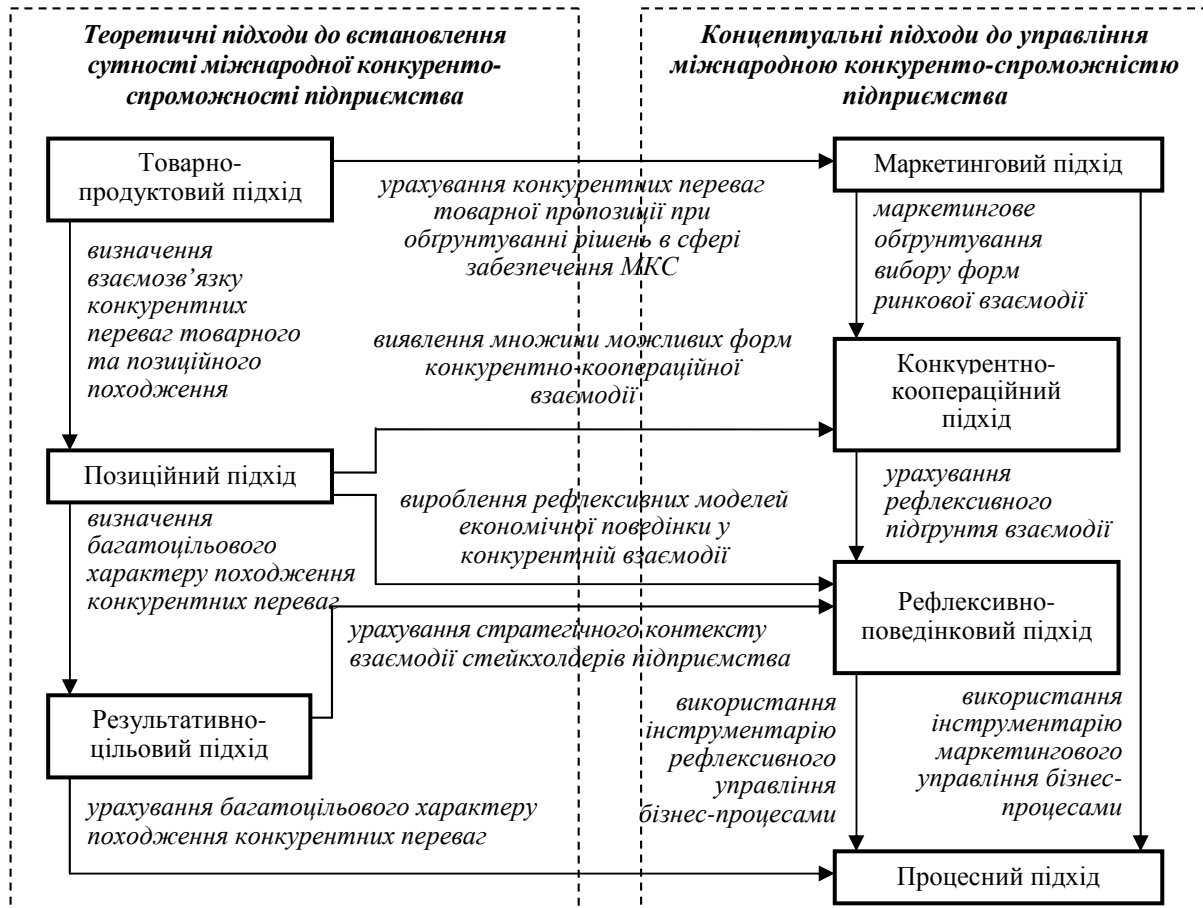 Теоретичні підходи до встановлення
сутності міжнародної конкуренто-
спроможності підприємства
Концептуальні підходи до управління
міжнародною конкуренто-спроможністю
підприємства
Товарно-
продуктовий підхід
Маркетинговий підхід
урахування конкурентних переваг
товарної пропозиції при
обґрунтуванні рішень в сфері
забезпечення МКС
маркетингове
обґрунтування
вибору форм
ринкової взаємодії
визначення
взаємозв’язку
конкурентних
переваг товарного
та позиційного
походження
виявлення множини можливих форм
конкурентно-коопераційної
взаємодії
Конкурентно-
коопераційний
підхід
Позиційний підхід
урахування
рефлексивного
підґрунтя взаємодії
вироблення рефлексивних моделей
економічної поведінки у
конкурентній взаємодії
визначення
багатоцільового
характеру походження
конкурентних переваг
Рефлексивно-
поведінковий підхід
урахування стратегічного контексту
взаємодії стейкхолдерів підприємства
Результативно-
цільовий підхід
використання
інструментарію
рефлексивного
управління
бізнес-процесами
використання
інструментарію
маркетингового
управління бізнес-
процесами
урахування багатоцільового характеру
походження конкурентних переваг
Процесний підхід